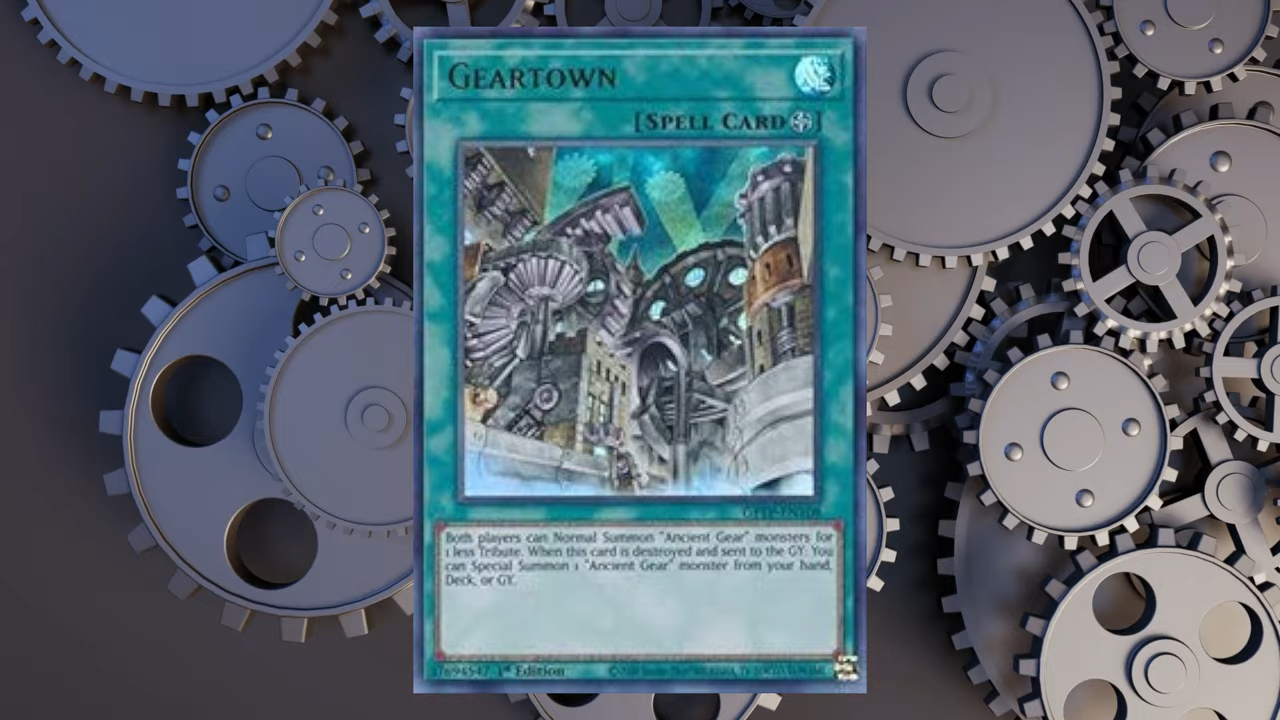 GEARTOWN
[SPELL CARD]
Both players can Normal Summon "Ancient Gear" monsters for
1 less Tribute. When this card is destroyed and sent to the GY: You
can Special Summon 1 "Ancient Gear" monster from your hand,
Deck, or GY.
1st Edition